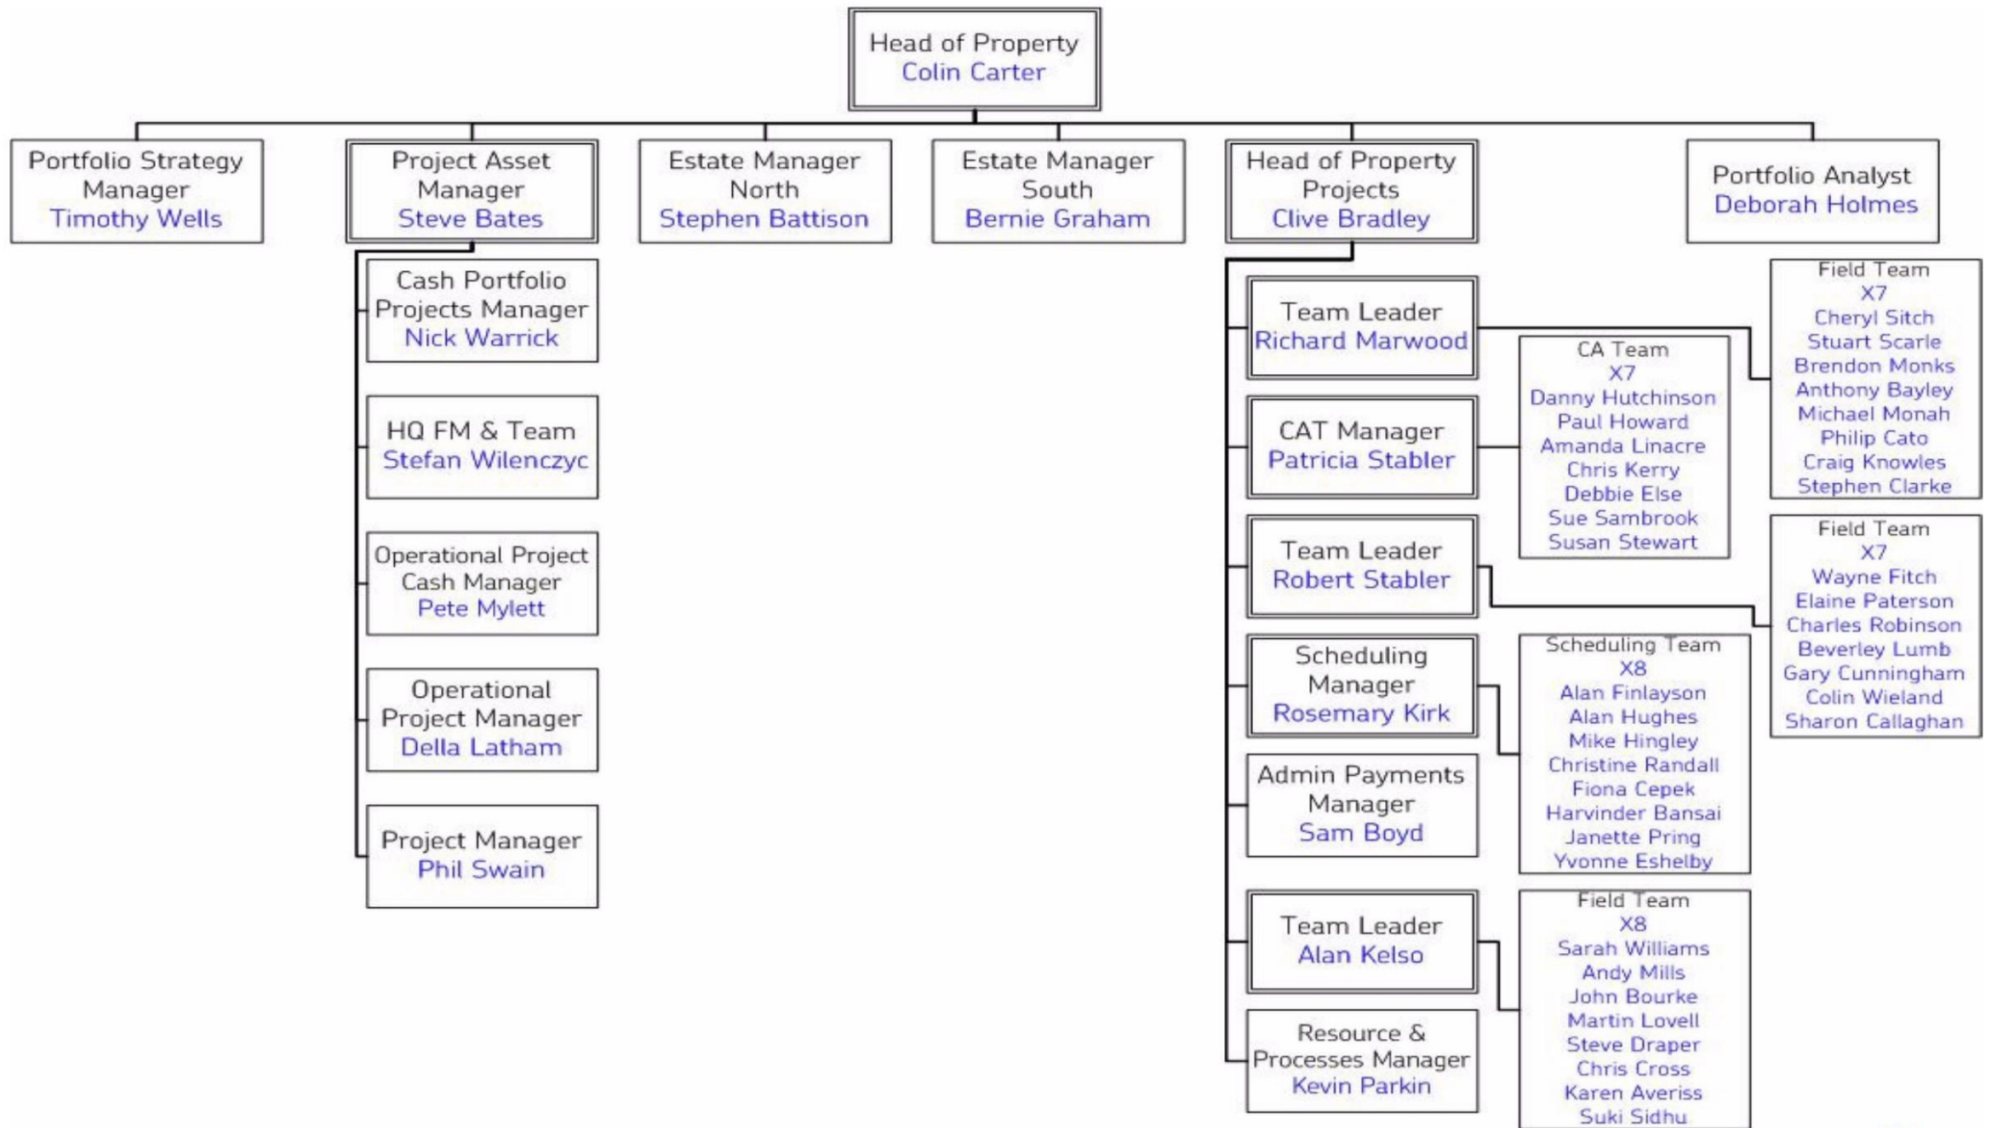 Head of Property
Colin Carter
Portfolio Strategy
Manager
Timothy Wells
Project Asset
Manager
Steve Bates
Estate Manager
North
Stephen Battison
Estate Manager
South
Bernie Graham
Head of Property
Projects
Clive Bradley
Portfolio Analyst
Deborah Holmes
Cash Portfolio
Projects Manager
Nick Warrick
HQ FM & Team
Stefan Wilenczyc
Operational Project
Cash Manager
Pete Mylett
Operational
Project Manager
Della Latham
Project Manager
Phil Swain
Team Leader
Richard Marwood
Field Team
X7
Cheryl Sitch
Stuart Scarle
Brendon Monks
Anthony Bayley
Michael Monah
Philip Cato
Craig Knowles
Stephen Clarke
CAT Manager
Patricia Stabler
CA Team
X7
Danny Hutchinson
Paul Howard
Amanda Linacre
Chris Kerry
Debbie Else
Sue Sambrook
Susan Stewart
Team Leader
Robert Stabler
Field Team
X7
Wayne Fitch
Elaine Paterson
Charles Robinson
Beverley Lumb
Gary Cunningham
Colin Wieland
Sharon Callaghan
Scheduling
Manager
Rosemary Kirk
Scheduling Team
X8
Alan Finlayson
Alan Hughes
Mike Hingley
Christine Randall
Fiona Cepek
Harvinder Bansai
Janette Pring
Yvonne Eshelby
Admin Payments
Manager
Sam Boyd
Team Leader
Alan Kelso
Field Team
X8
Sarah Williams
Andy Mills
John Bourke
Martin Lovell
Steve Draper
Chris Cross
Karen Averiss
Suki Sidhu
Resource &
Processes Manager
Kevin Parkin